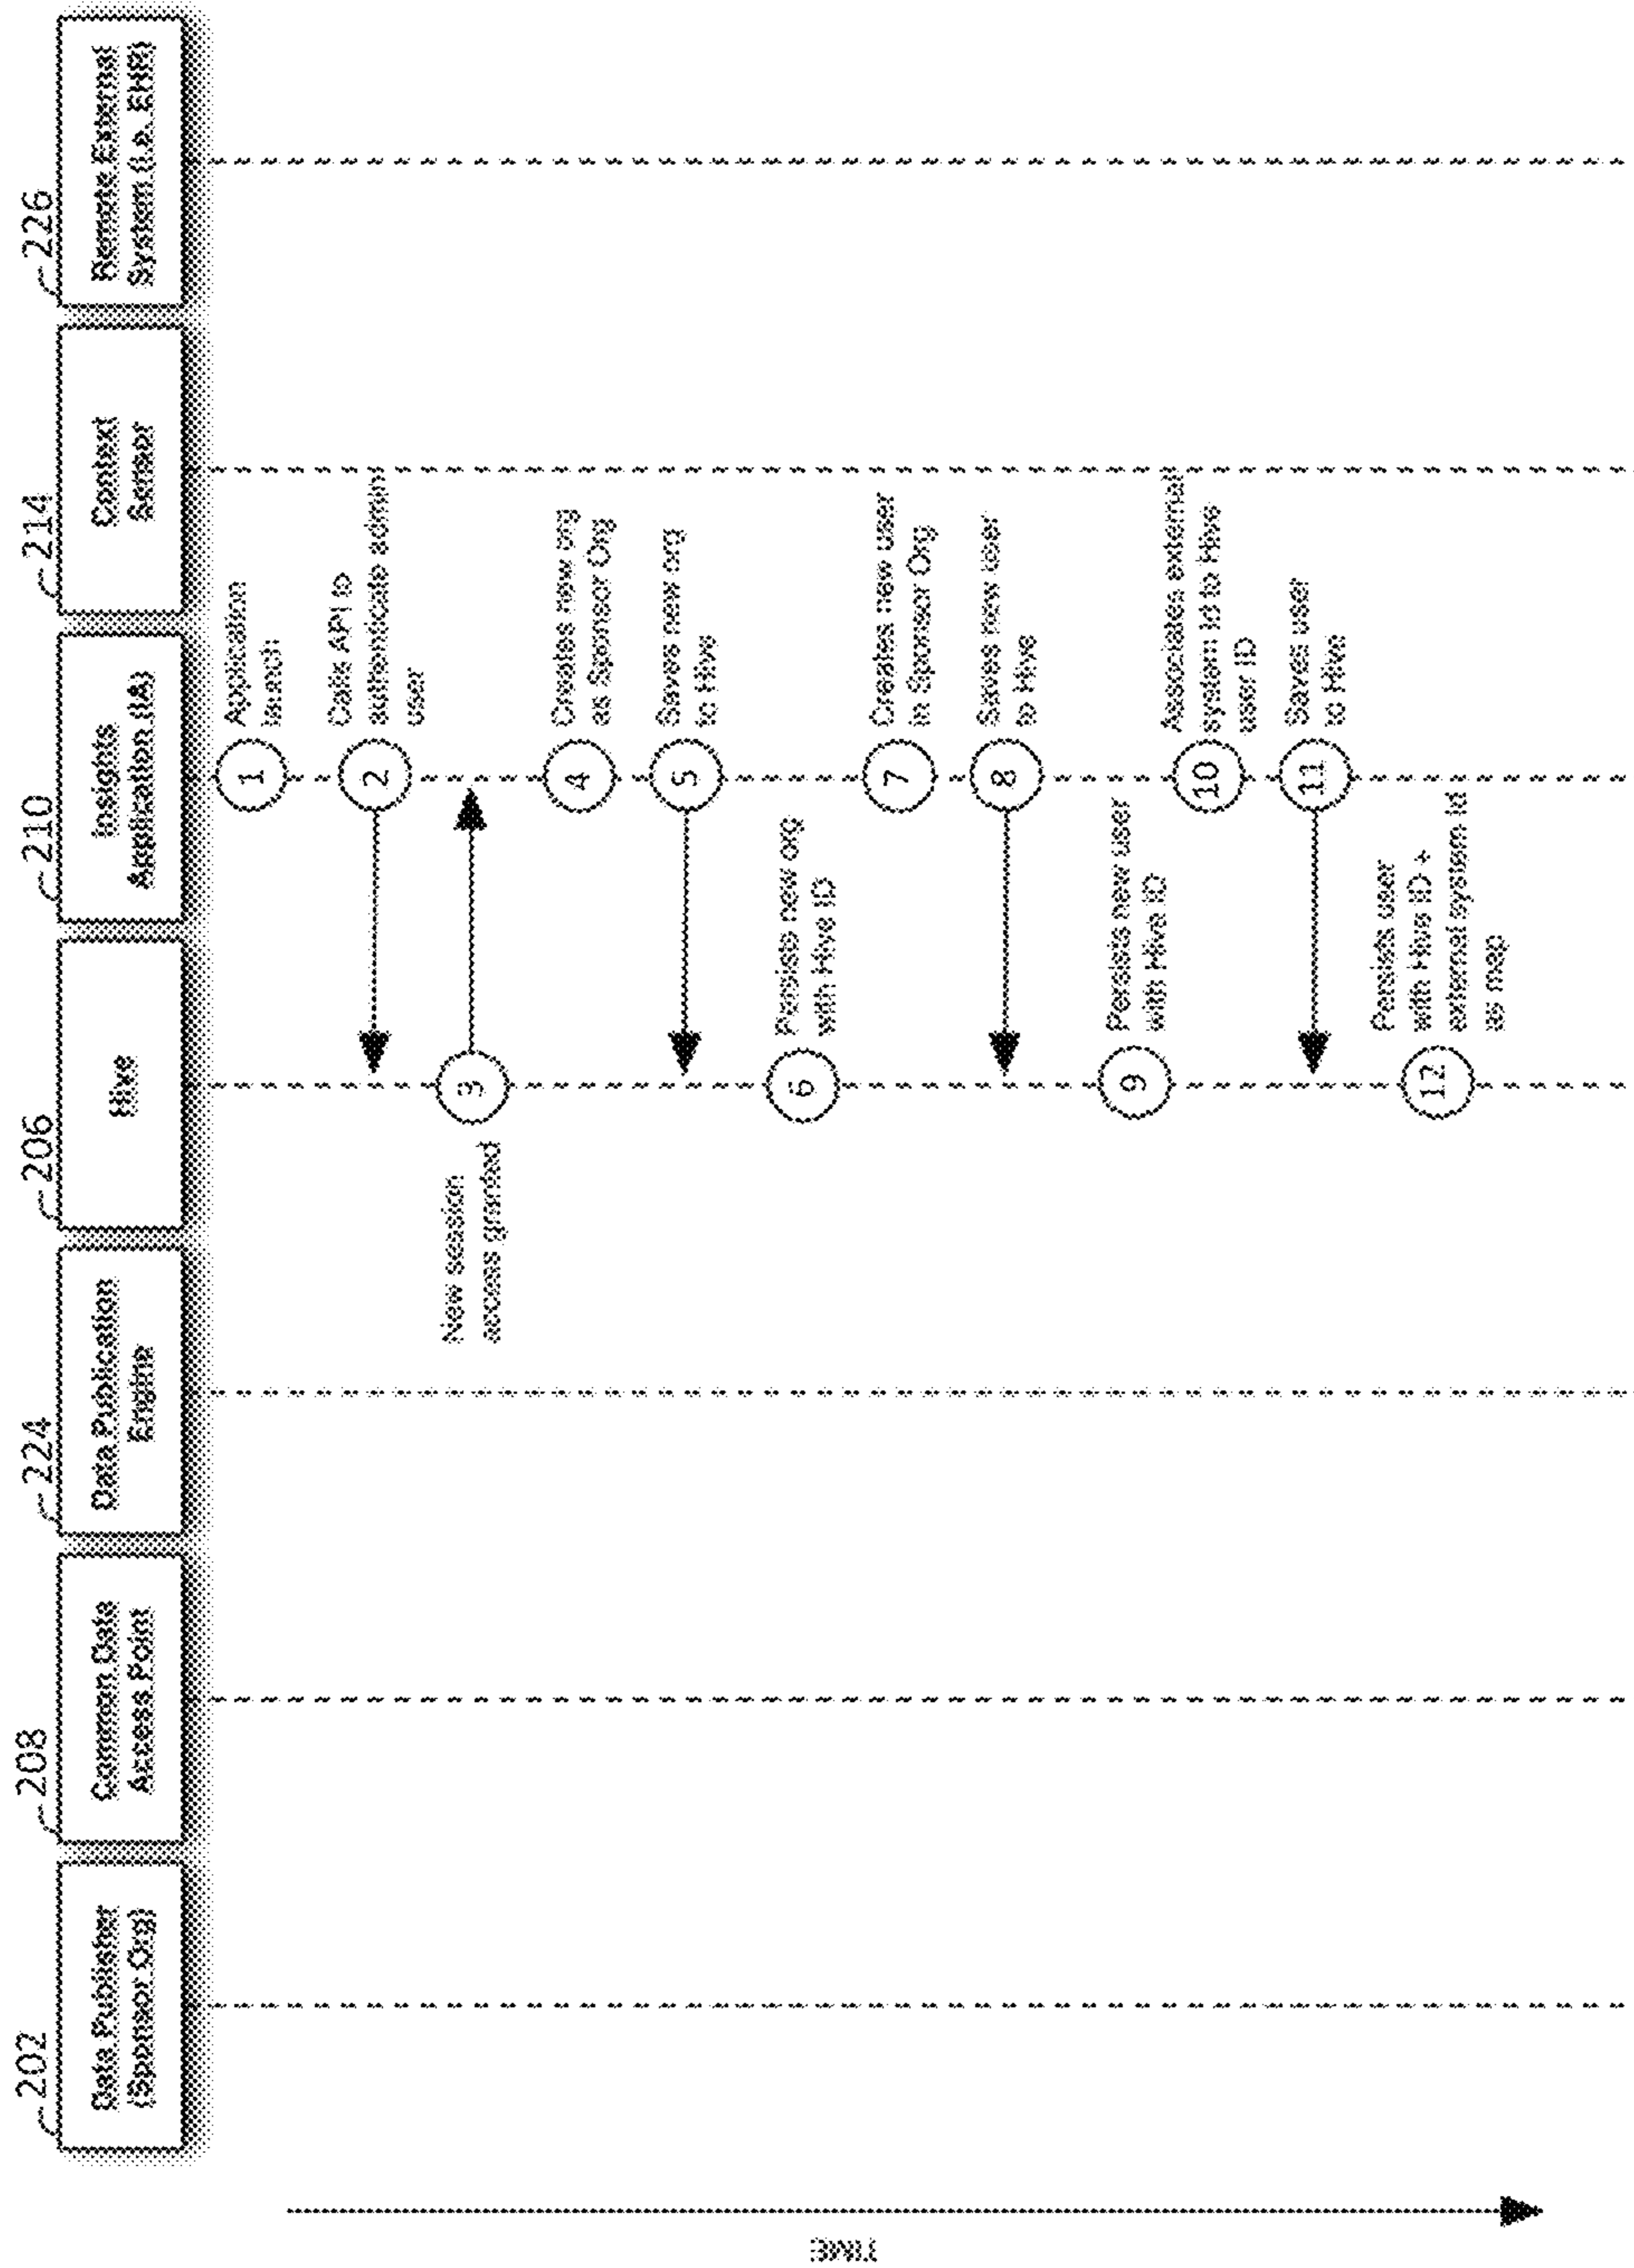 202
Data Publisher
(Sponsor Org)
208
Common Data
Access Point
224
Data Publication
Engine
206
Hive
210
Insights
Application (IA)
214
Context
Sensor
226
Remote External
System (i.e. EHR)
TIME
1
Application
launch
2
Calls API to
authenticate admin
user
3
New session
access granted
4
Creates new org
as Sponsor Org
5
Saves new org
to Hive
6
Persists new org
with Hive ID
7
Creates new user
in Sponsor Org
8
Saves new user
to Hive
9
Persists new user
with Hive ID
10
Associates external
system Id to Hive
user ID
11
Saves user
to Hive
12
Persists user
with Hive ID +
external system Id
as map